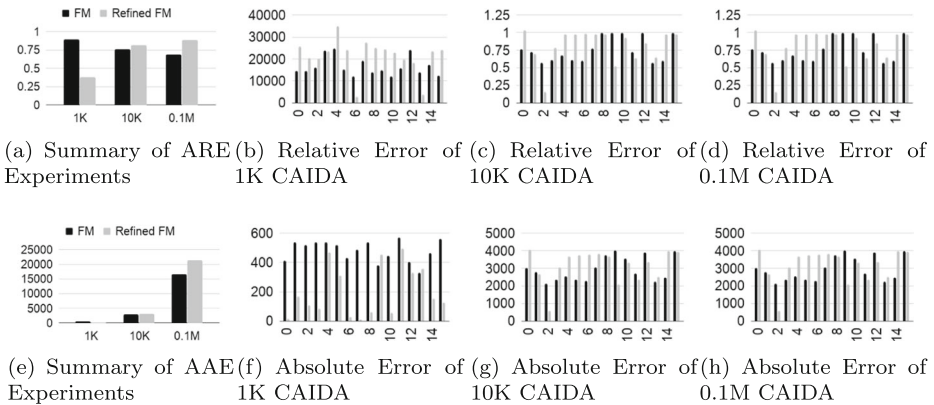 FM Refined FM
1
0.75
0.5
0.25
0
1K 10K 0.1M
40000
30000
20000
10000
0
0 2 4 6 8 10 12 14
1.25
1.00
0.75
0.5
0.25
0
0 2 4 6 8 10 12 14
1.25
1.00
0.75
0.5
0.25
0
0 2 4 6 8 10 12 14
(a) Summary of ARE Experiments
(b) Relative Error of 1K CAIDA
(c) Relative Error of 10K CAIDA
(d) Relative Error of 0.1M CAIDA
FM Refined FM
25000
20000
15000
10000
5000
0
1K 10K 0.1M
600
400
200
0
0 2 4 6 8 10 12 14
5000
4000
3000
2000
1000
0
0 2 4 6 8 10 12 14
5000
4000
3000
2000
1000
0
0 2 4 6 8 10 12 14
(e) Summary of AAE Experiments
(f) Absolute Error of 1K CAIDA
(g) Absolute Error of 10K CAIDA
(h) Absolute Error of 0.1M CAIDA